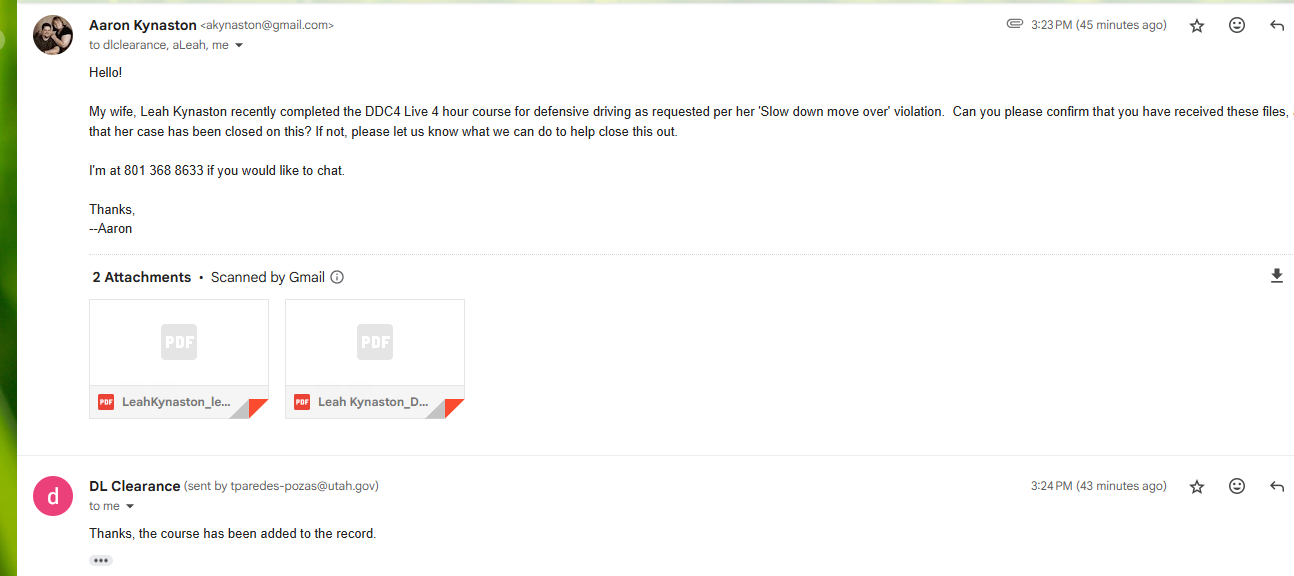 Aaron Kynaston <akynaston@gmail.com>
3:23 PM (45 minutes ago)
to dlclearance, aLeah, me
Hello!
My wife, Leah Kynaston recently completed the DDC4 Live 4 hour course for defensive driving as requested per her 'Slow down move over' violation.  Can you please confirm that you have received these files,
that her case has been closed on this? If not, please let us know what we can do to help close this out.
I'm at 801 368 8633 if you would like to chat.
Thanks,
--Aaron
2 Attachments • Scanned by Gmail
PDF
PDF
PDF LeahKynaston_le...
PDF Leah Kynaston_D...
d
DL Clearance (sent by tparedes-pozas@utah.gov)
3:24 PM (43 minutes ago)
to me
Thanks, the course has been added to the record.